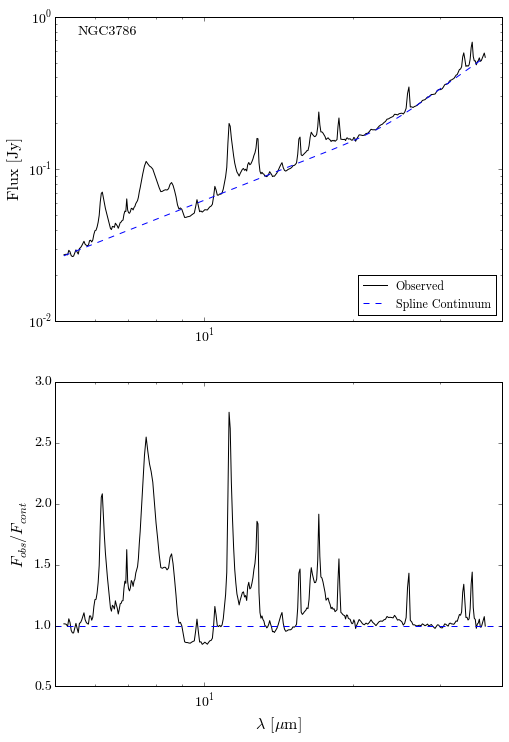 NGC3786
10^0
10^-1
10^-2
Flux [Jy]
Observed
Spline Continuum
10^1
3.0
2.5
2.0
1.5
1.0
0.5
F_obs/F_cont
10^1
λ [μm]